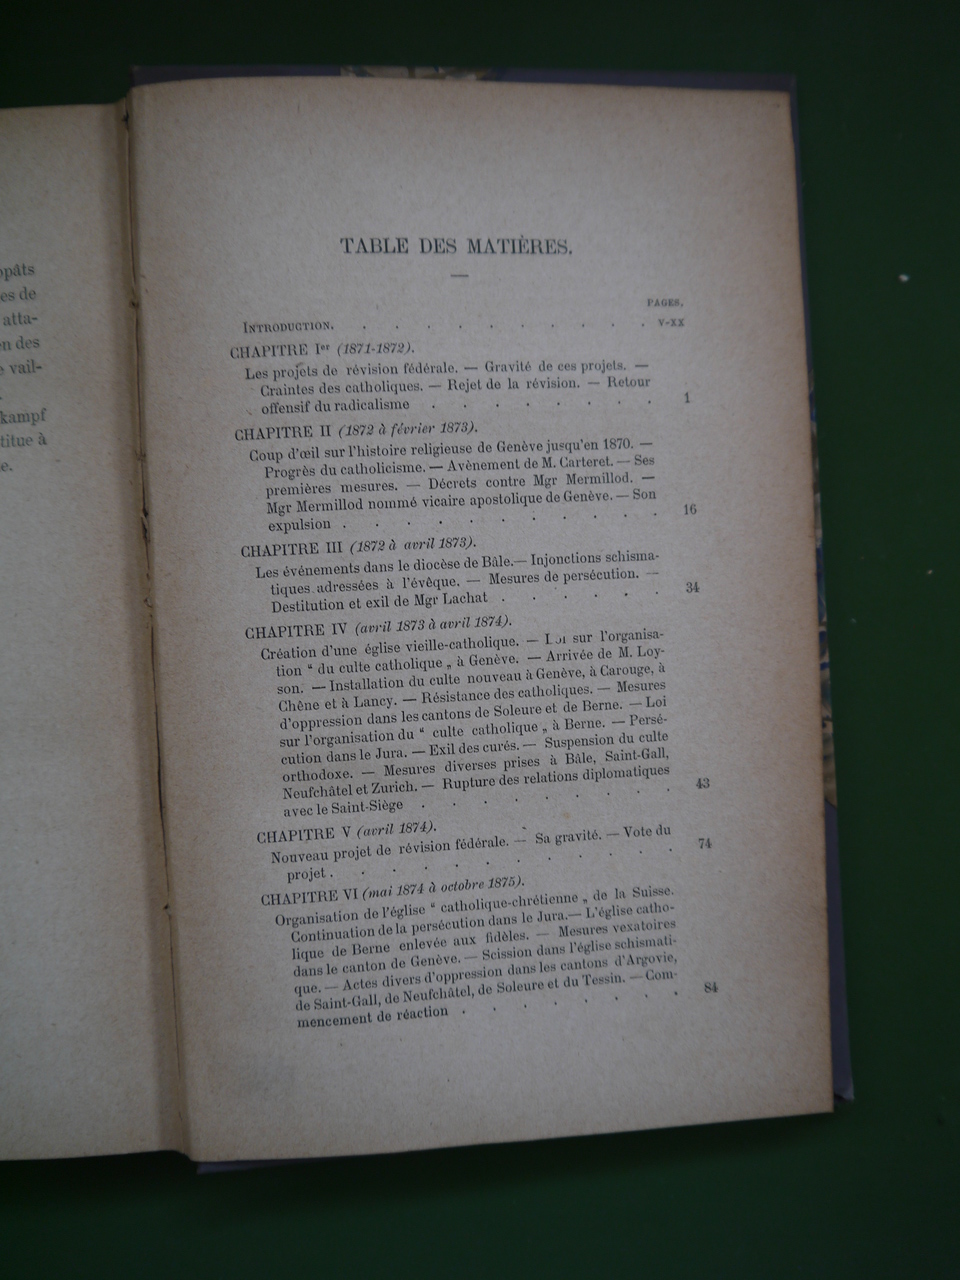 opâts
es de
atta-
en des
vail-
kampf
titue à
e.
TABLE DES MATIÈRES.
PAGES.
INTRODUCTION. . . . . . . . . . . V-XX
CHAPITRE Ier (1871-1872).
Les projets de révision fédérale. — Gravité de ces projets. —
Craintes des catholiques. — Rejet de la révision. — Retour
offensif du radicalisme . . . . . . . . 1
CHAPITRE II (1872 à février 1873).
Coup d'œil sur l'histoire religieuse de Genève jusqu'en 1870. —
Progrès du catholicisme. — Avènement de M. Carteret. — Ses
premières mesures. — Décrets contre Mgr Mermillod. —
Mgr Mermillod nommé vicaire apostolique de Genève. — Son
expulsion . . . . . . . . . . . 16
CHAPITRE III (1872 à avril 1873).
Les événements dans le diocèse de Bâle. — Injonctions schisma-
tiques adressées à l'évêque. — Mesures de persécution. —
Destitution et exil de Mgr Lachat . . . . . . 34
CHAPITRE IV (avril 1873 à avril 1874).
Création d'une église vieille-catholique. — Loi sur l'organisa-
tion “ du culte catholique „ à Genève. — Arrivée de M. Loy-
son. — Installation du culte nouveau à Genève, à Carouge, à
Chêne et à Lancy. — Résistance des catholiques. — Mesures
d'oppression dans les cantons de Soleure et de Berne. — Loi
sur l'organisation du “ culte catholique „ à Berne. — Persé-
cution dans le Jura. — Exil des curés. — Suspension du culte
orthodoxe. — Mesures diverses prises à Bâle, Saint-Gall,
Neufchâtel et Zurich. — Rupture des relations diplomatiques
avec le Saint-Siège . . . . . . . . 43
CHAPITRE V (avril 1874).
Nouveau projet de révision fédérale. — Sa gravité. — Vote du
projet . . . . . . . . . . . 74
CHAPITRE VI (mai 1874 à octobre 1875).
Organisation de l'église “ catholique-chrétienne „ de la Suisse.
Continuation de la persécution dans le Jura. — L'église catho-
lique de Berne enlevée aux fidèles. — Mesures vexatoires
dans le canton de Genève. — Scission dans l'église schismati-
que. — Actes divers d'oppression dans les cantons d'Argovie,
de Saint-Gall, de Neufchâtel, de Soleure et du Tessin. — Com-
mencement de réaction . . . . . . . 84